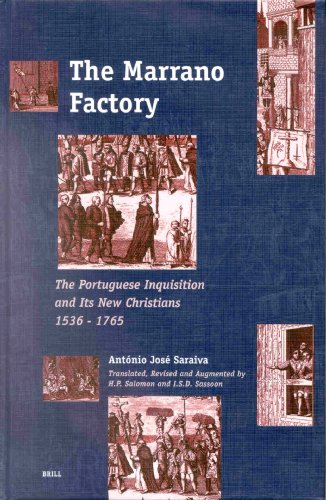 The Marrano
Factory
The Portuguese Inquisition
and Its New Christians
1536 - 1765
António José Saraiva
Translated, Revised and Augmented by
H.P. Salomon and I.S.D. Sassoon
BRILL